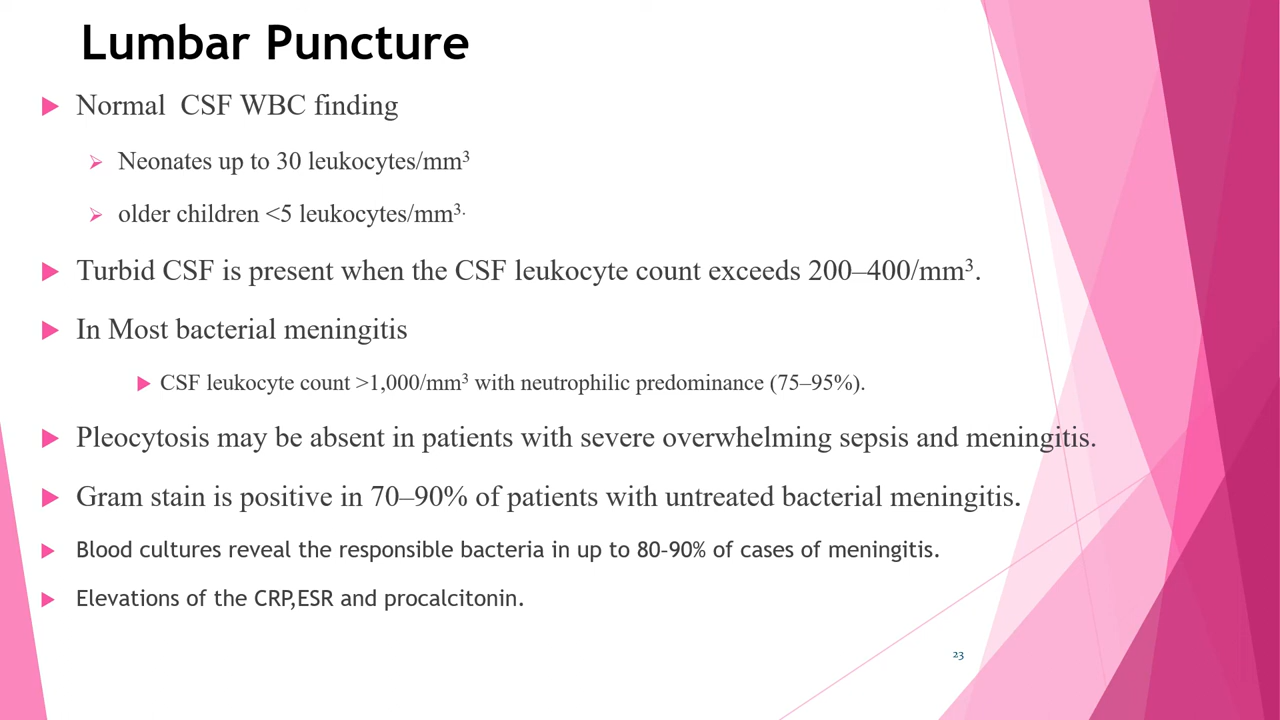 Lumbar Puncture
Normal CSF WBC finding
Neonates up to 30 leukocytes/mm³
older children <5 leukocytes/mm³·
Turbid CSF is present when the CSF leukocyte count exceeds 200–400/mm³.
In Most bacterial meningitis
CSF leukocyte count >1,000/mm³ with neutrophilic predominance (75–95%).
Pleocytosis may be absent in patients with severe overwhelming sepsis and meningitis.
Gram stain is positive in 70–90% of patients with untreated bacterial meningitis.
Blood cultures reveal the responsible bacteria in up to 80-90% of cases of meningitis.
Elevations of the CRP,ESR and procalcitonin.
23